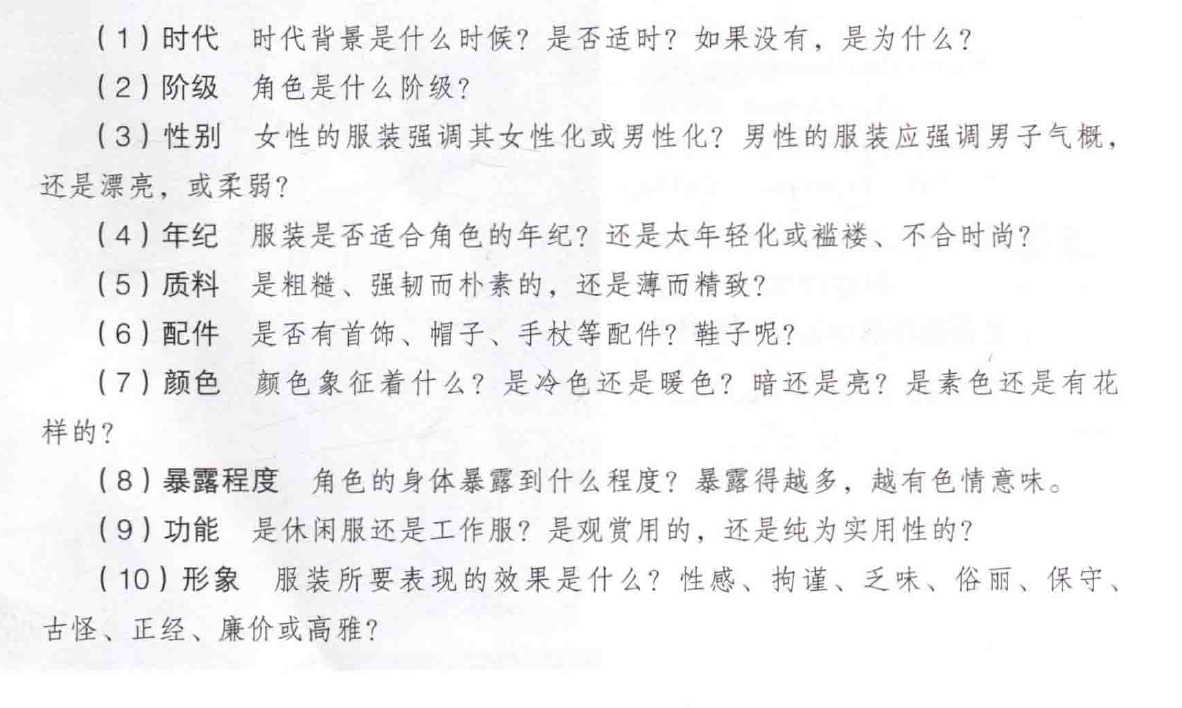 （1）时代　时代背景是什么时候？是否适时？如果没有，是为什么？
（2）阶级　角色是什么阶级？
（3）性别　女性的服装强调其女性化或男性化？男性的服装应强调男子气概，
还是漂亮，或柔弱？
（4）年纪　服装是否适合角色的年纪？还是太年轻化或褴楼、不合时尚？
（5）质料　是粗糙、强韧而朴素的，还是薄而精致？
（6）配件　是否有首饰、帽子、手杖等配件？鞋子呢？
（7）颜色　颜色象征着什么？是冷色还是暖色？暗还是亮？是素色还是有花
样的？
（8）暴露程度　角色的身体暴露到什么程度？暴露得越多，越有色情意味。
（9）功能　是休闲服还是工作服？是观赏用的，还是纯为实用性的？
（10）形象　服装所要表现的效果是什么？性感、拘谨、乏味、俗丽、保守、
古怪、正经、廉价或高雅？